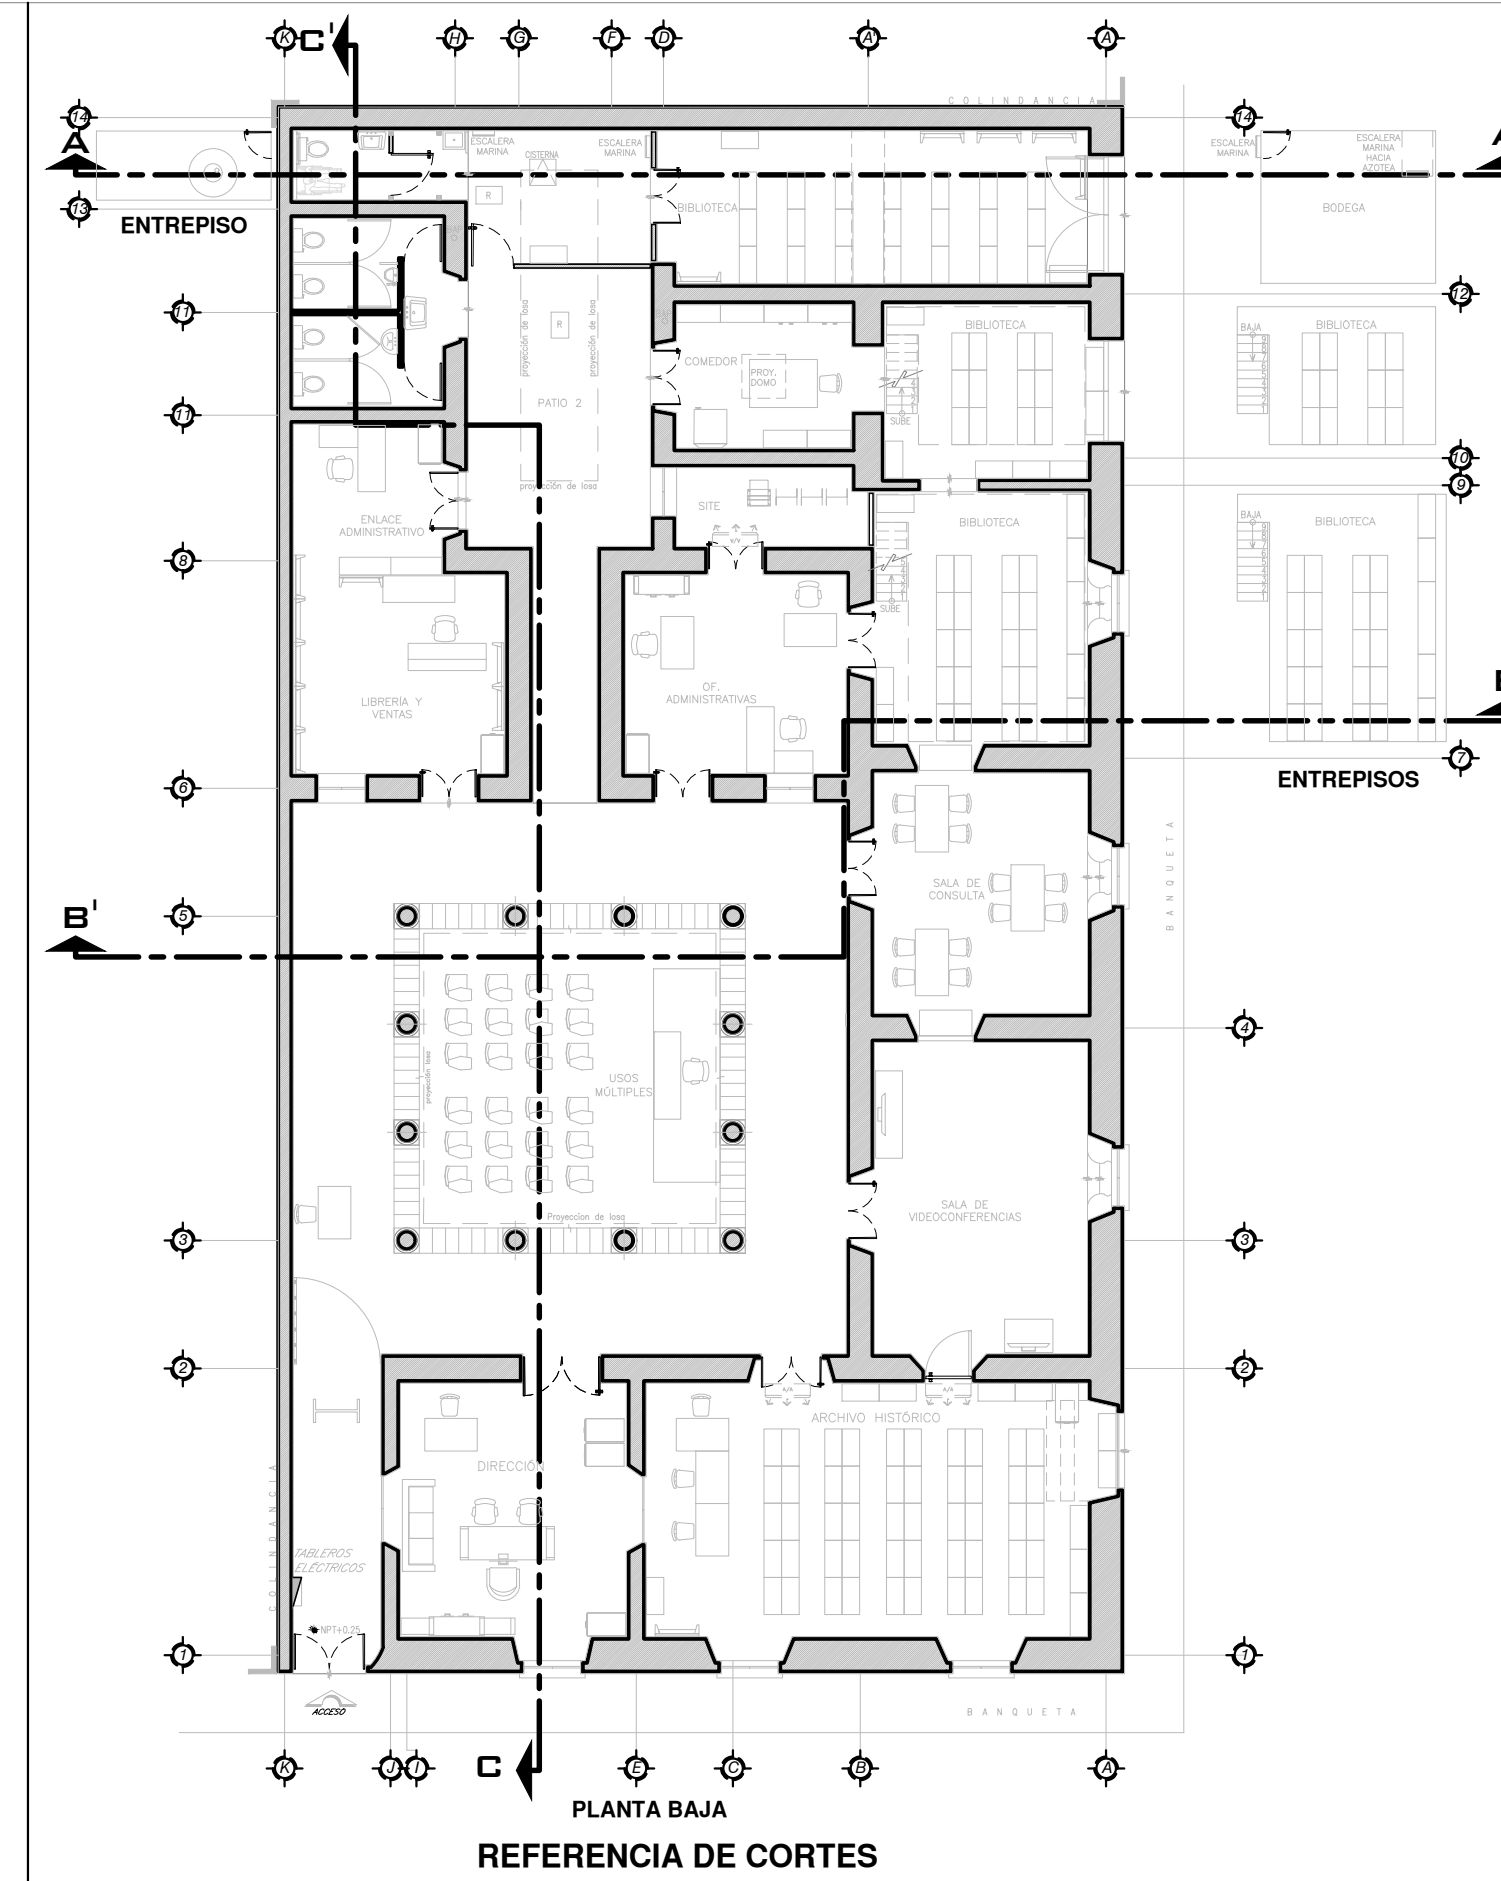 K
C'
H
G
F
D
A'
A
COLINDANCIA
14
14
A
A
ESCALERA
MARINA
CISTERNA
ESCALERA
MARINA
ESCALERA
MARINA
ESCALERA
MARINA
HACIA
AZOTEA
R
BIBLIOTECA
BODEGA
13
ENTREPISO
11
12
R
proyección de losa
proyección de losa
BIBLIOTECA
BAJA
BIBLIOTECA
COMEDOR
PROY.
DOMO
PATIO 2
SUBE
11
10
9
proyección de losa
SITE
BIBLIOTECA
BAJA
BIBLIOTECA
ENLACE
ADMINISTRATIVO
A/A
8
SUBE
OF.
ADMINISTRATIVAS
LIBRERÍA Y
VENTAS
7
ENTREPISOS
6
BANQUETA
SALA DE
CONSULTA
B'
5
4
proyección losa
USOS
MÚLTIPLES
SALA DE
VIDEOCONFERENCIAS
Proyeccion de losa
3
3
2
2
A/A
A/A
ARCHIVO HISTÓRICO
DIRECCIÓN
COLINDANCIA
TABLEROS
ELÉCTRICOS
NPT+0.25
1
1
ACCESO
BANQUETA
K
J
I
C
E
C
B
A
PLANTA BAJA
REFERENCIA DE CORTES